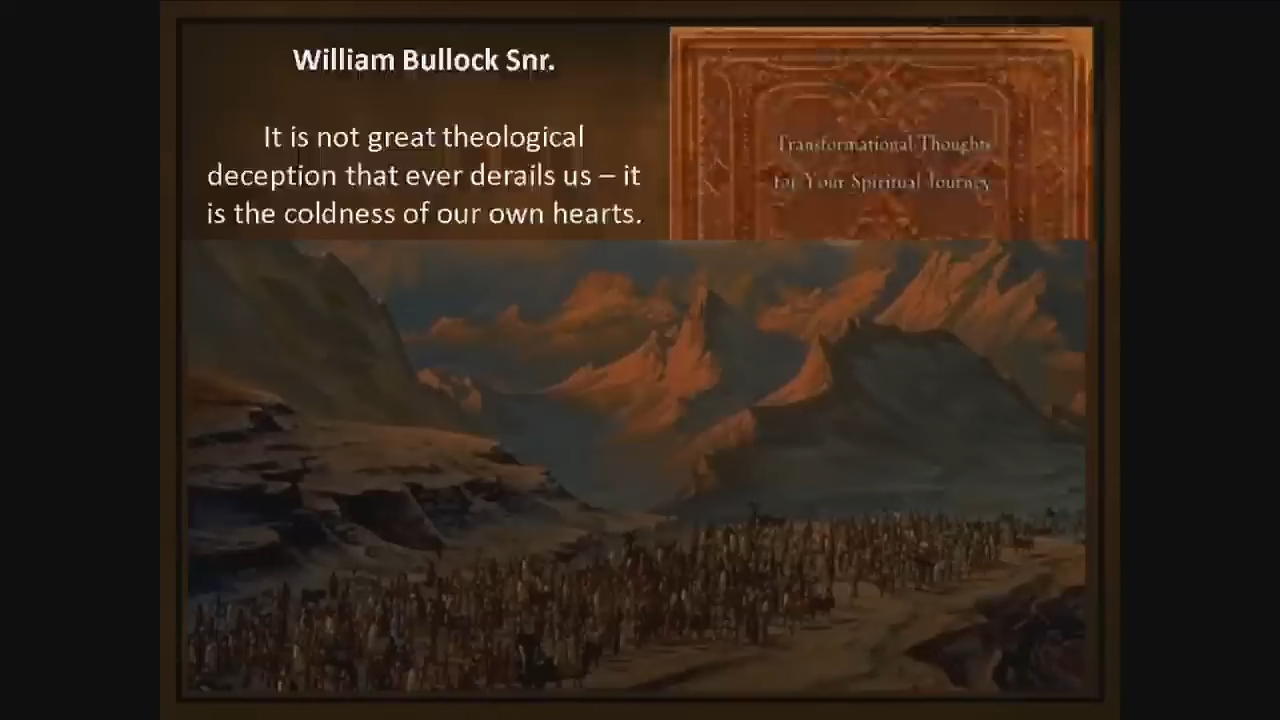 William Bullock Snr.
It is not great theological
deception that ever derails us – it
is the coldness of our own hearts.
Transformational Thoughts
for Your Spiritual Journey